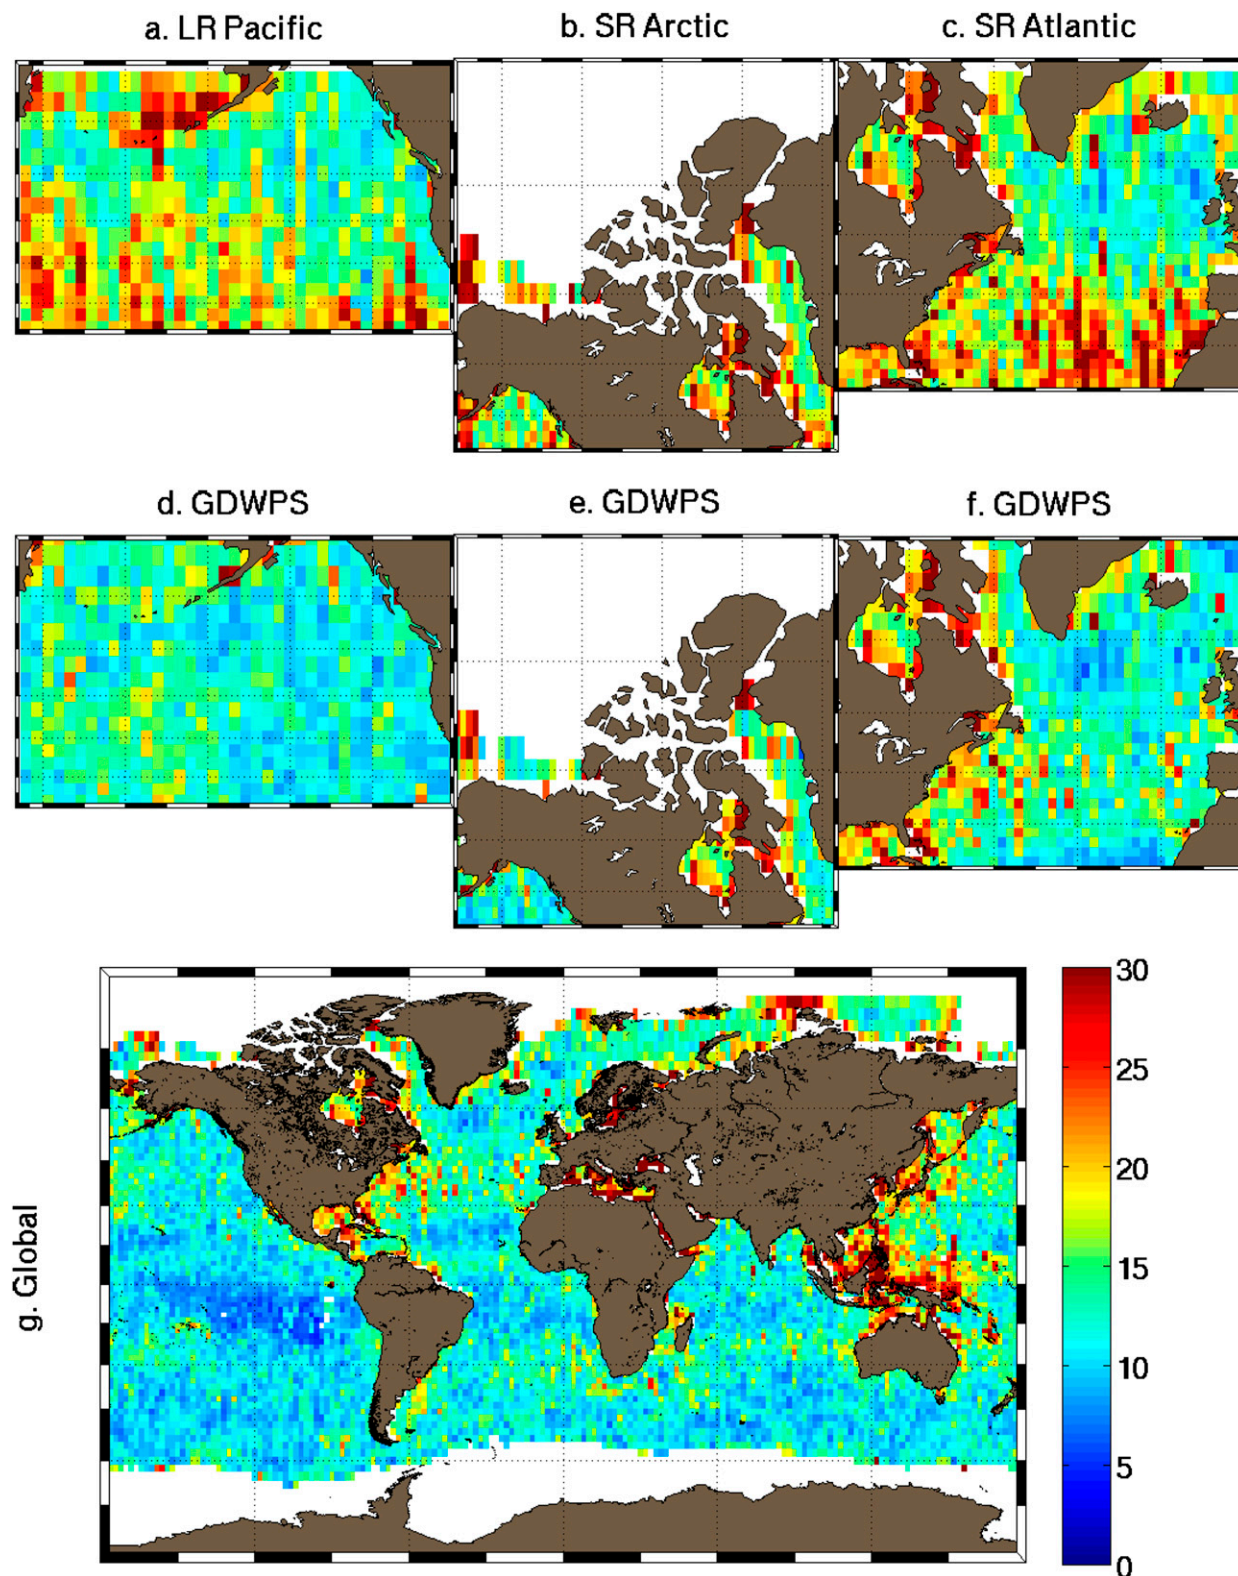 a. LR Pacific
b. SR Arctic
c. SR Atlantic
d. GDWPS
e. GDWPS
f. GDWPS
g. Global
30
25
20
15
10
5
0